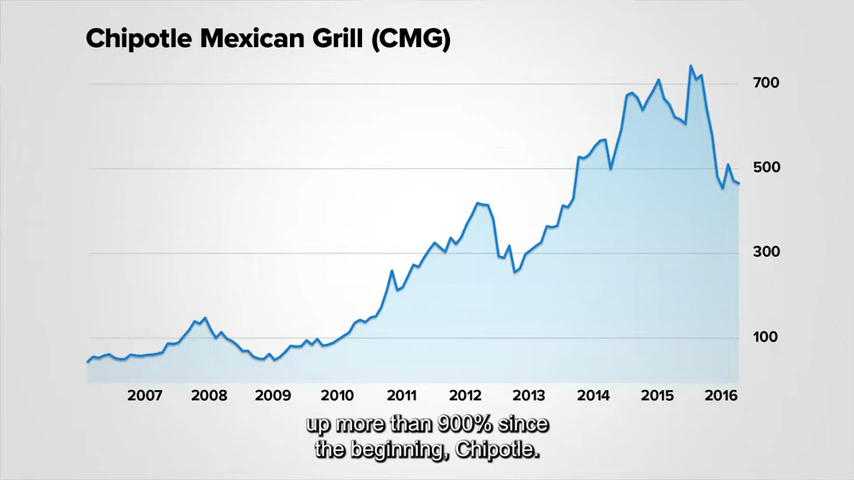 Chipotle Mexican Grill (CMG)
700
500
300
100
2007 2008 2009 2010 2011 2012 2013 2014 2015 2016
up more than 900% since
the beginning, Chipotle.